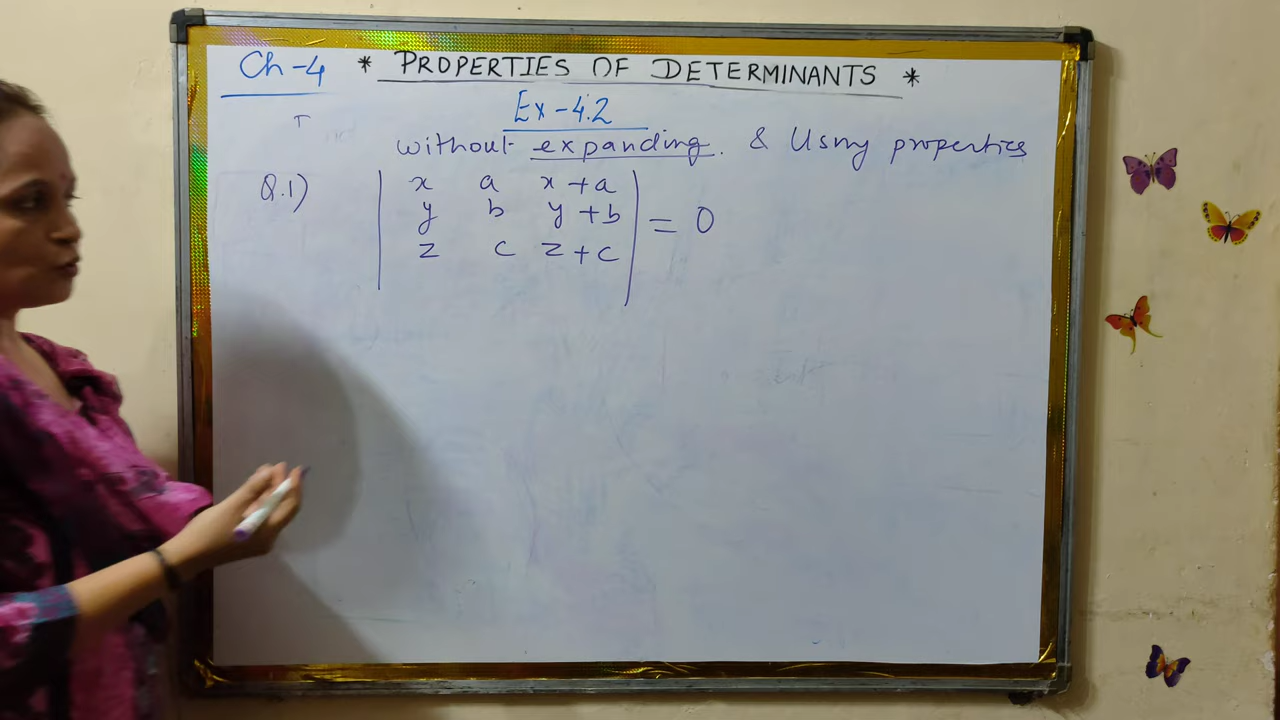 Ch-4 * PROPERTIES OF DETERMINANTS *
Ex-4.2
without expanding. & Using properties
Q.1) | x a x+a |
| y b y+b | = 0
| z c z+c |